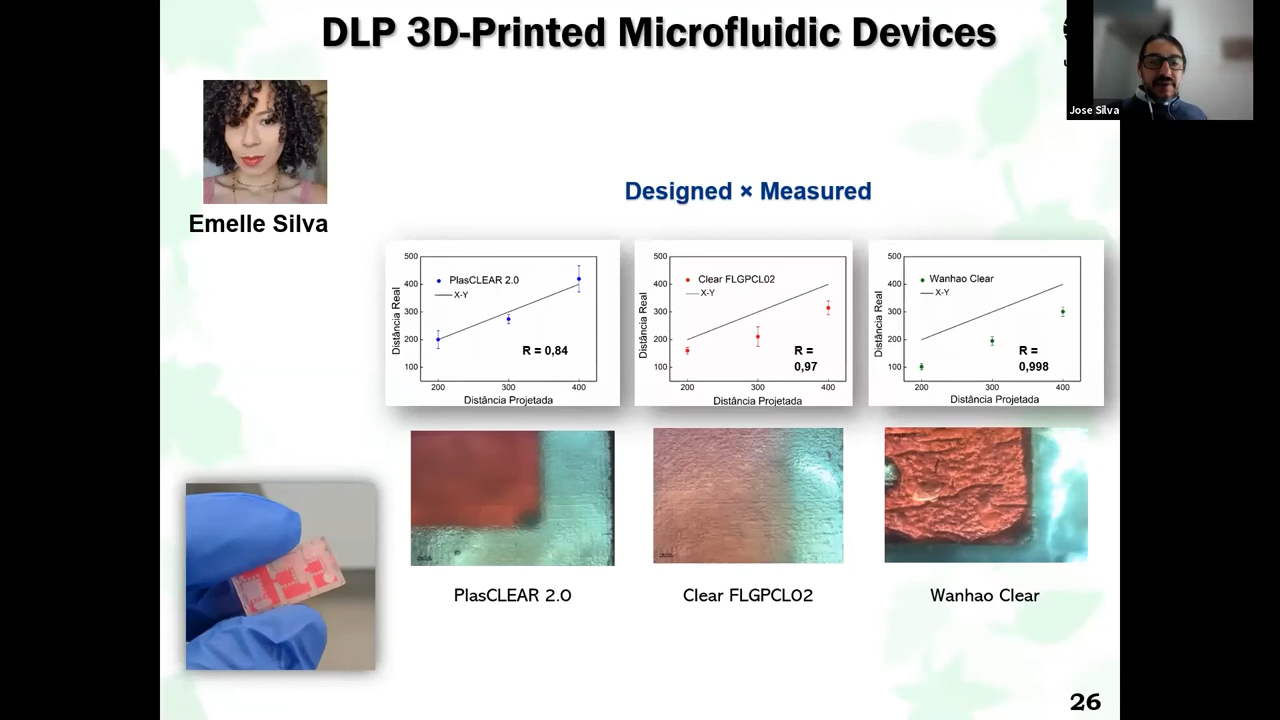 DLP 3D-Printed Microfluidic Devices
Jose Silva
Emelle Silva
Designed × Measured
500
400
300
200
100
Distância Real
PlasCLEAR 2.0
X-Y
R = 0,84
200 300 400
Distância Projetada
500
400
300
200
100
Distância Real
Clear FLGPCL02
X-Y
R =
0,97
200 300 400
Distância Projetada
500
400
300
200
100
Distância Real
Wanhao Clear
X-Y
R =
0,998
200 300 400
Distância Projetada
PlasCLEAR 2.0
Clear FLGPCL02
Wanhao Clear
26